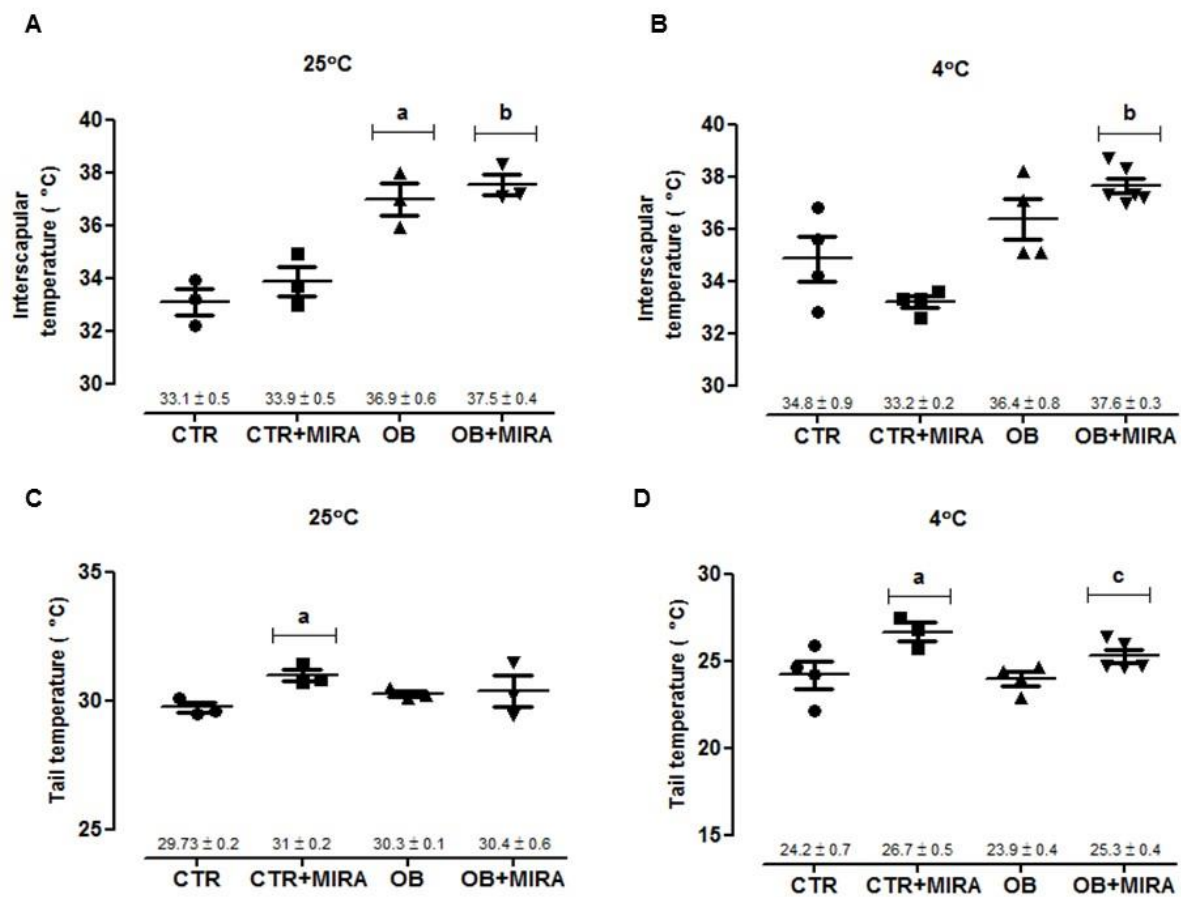 A
25°C
Interscapular
temperature ( °C)
40
38
36
34
32
30
a
b
33.1 ± 0.5 33.9 ± 0.5 36.9 ± 0.6 37.5 ± 0.4
CTR CTR+MIRA OB OB+MIRA
B
4°C
Interscapular
temperature ( °C)
40
38
36
34
32
30
b
34.8 ± 0.9 33.2 ± 0.2 36.4 ± 0.8 37.6 ± 0.3
CTR CTR+MIRA OB OB+MIRA
C
25°C
Tail temperature ( °C)
35
30
25
a
29.73 ± 0.2 31 ± 0.2 30.3 ± 0.1 30.4 ± 0.6
CTR CTR+MIRA OB OB+MIRA
D
4°C
Tail temperature ( °C)
30
25
20
15
a
c
24.2 ± 0.7 26.7 ± 0.5 23.9 ± 0.4 25.3 ± 0.4
CTR CTR+MIRA OB OB+MIRA